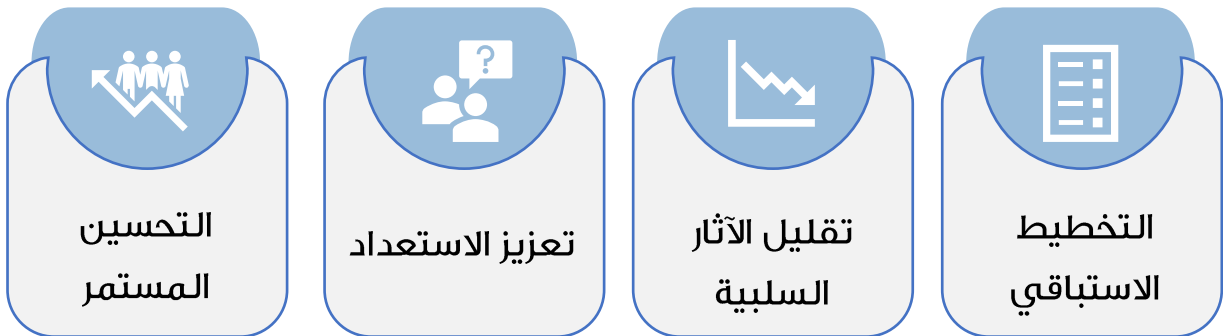 التخطيط
الاستباقي
تقليل الآثار
السلبية
تعزيز الاستعداد
?
التحسين
المستمر